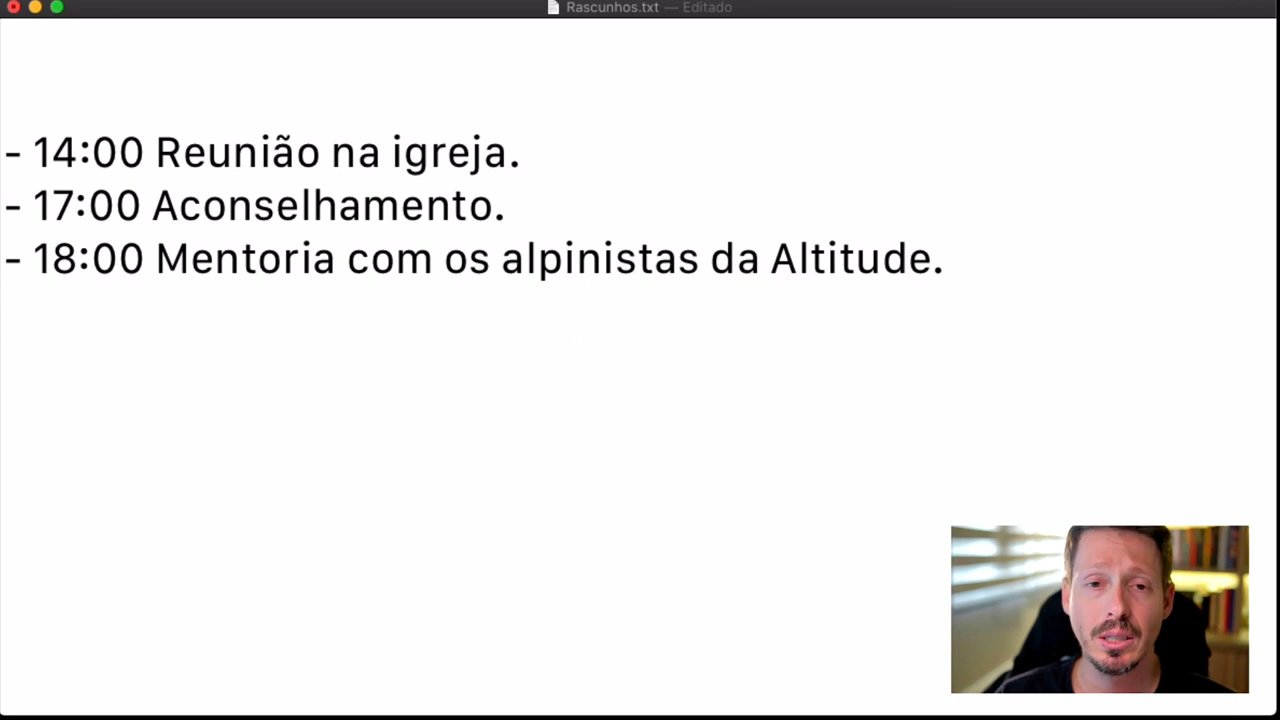 Rascunhos.txt — Editado
- 14:00 Reunião na igreja.
- 17:00 Aconselhamento.
- 18:00 Mentoria com os alpinistas da Altitude.